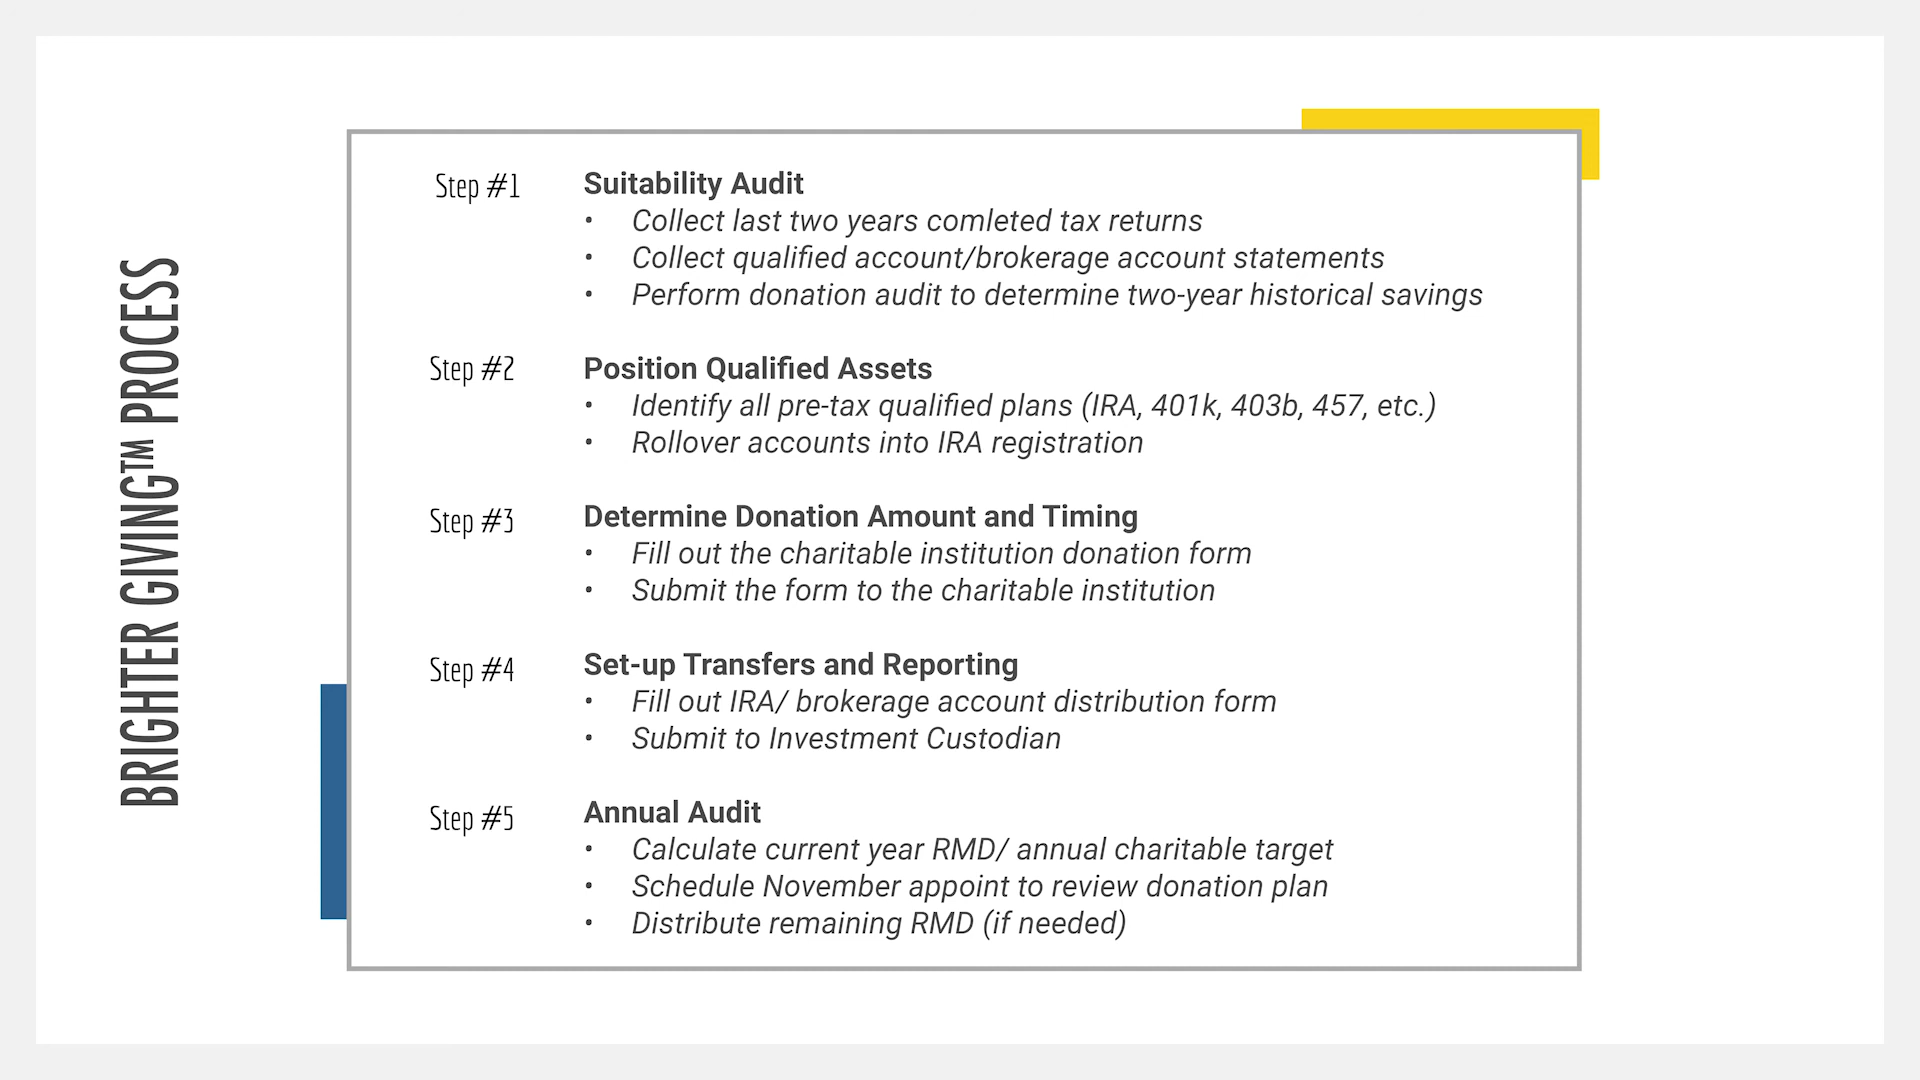 BRIGHTER GIVING™ PROCESS
Step #1
Suitability Audit
• Collect last two years comleted tax returns
• Collect qualified account/brokerage account statements
• Perform donation audit to determine two-year historical savings
Step #2
Position Qualified Assets
• Identify all pre-tax qualified plans (IRA, 401k, 403b, 457, etc.)
• Rollover accounts into IRA registration
Step #3
Determine Donation Amount and Timing
• Fill out the charitable institution donation form
• Submit the form to the charitable institution
Step #4
Set-up Transfers and Reporting
• Fill out IRA/ brokerage account distribution form
• Submit to Investment Custodian
Step #5
Annual Audit
• Calculate current year RMD/ annual charitable target
• Schedule November appoint to review donation plan
• Distribute remaining RMD (if needed)